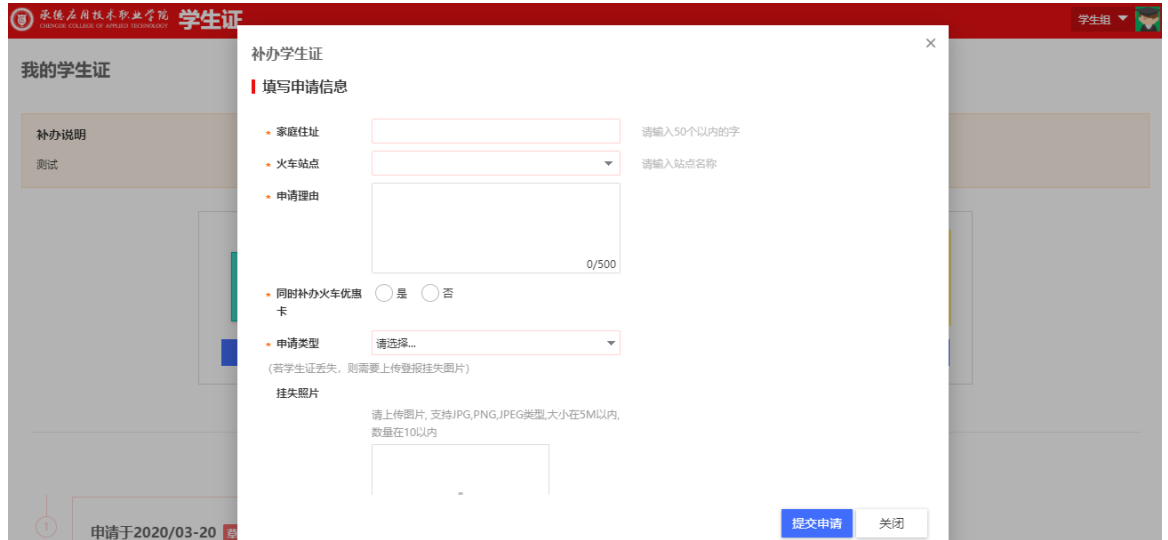 承德应用技术职业学院 学生证
CHENGDE COLLEGE OF APPLIED TECHNOLOGY
学生组
我的学生证
补办说明
测试
补办学生证
×
填写申请信息
* 家庭住址 请输入50个以内的字
* 火车站点 请输入站点名称
* 申请理由
0/500
* 同时补办火车优惠 是 否
卡
* 申请类型 请选择...
(若学生证丢失，则需要上传登报挂失图片)
挂失照片
请上传图片, 支持JPG,PNG,JPEG类型,大小在5M以内,
数量在10以内
提交申请 关闭
1
申请于2020/03-20